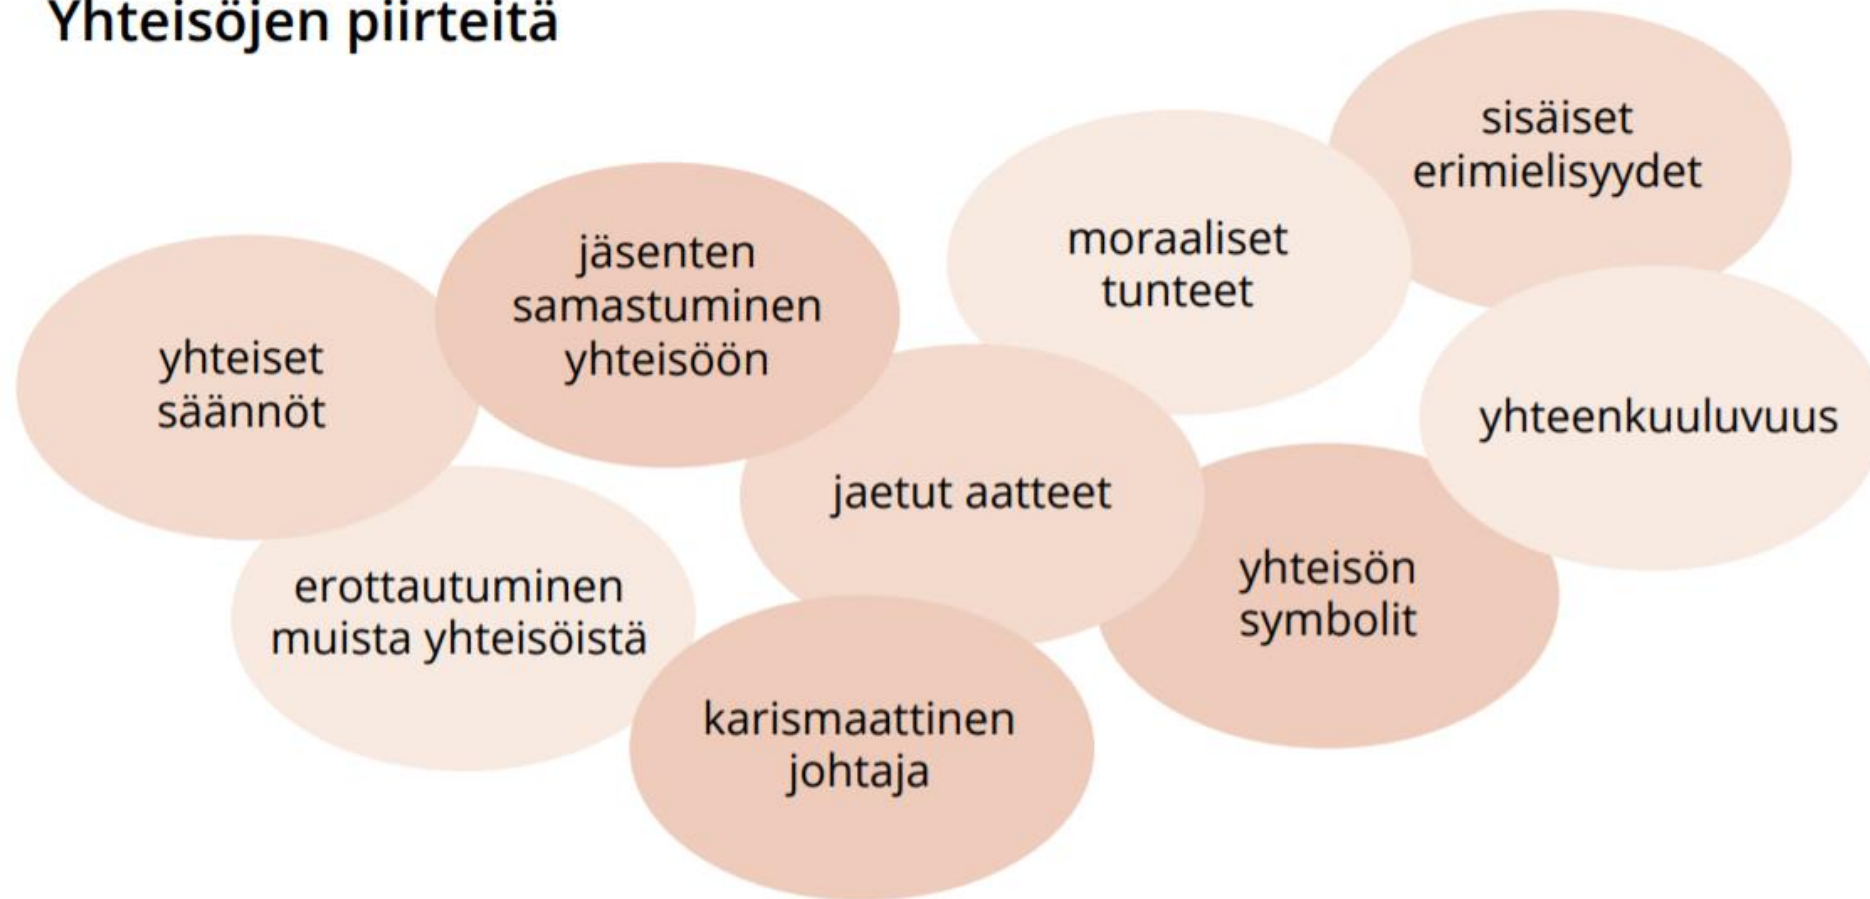 Yhteisöjen piirteitä
sisäiset
erimielisyydet
moraaliset
tunteet
jäsenten
samastuminen
yhteisöön
yhteiset
säännöt
yhteenkuuluvuus
jaetut aatteet
yhteisön
symbolit
erottautuminen
muista yhteisöistä
karismaattinen
johtaja